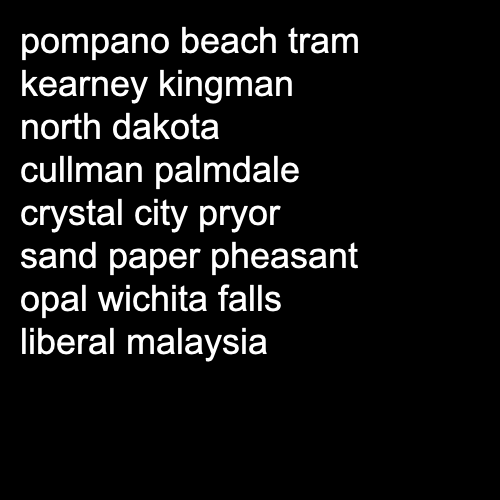 pompano beach tram
kearney kingman
north dakota
cullman palmdale
crystal city pryor
sand paper pheasant
opal wichita falls
liberal malaysia